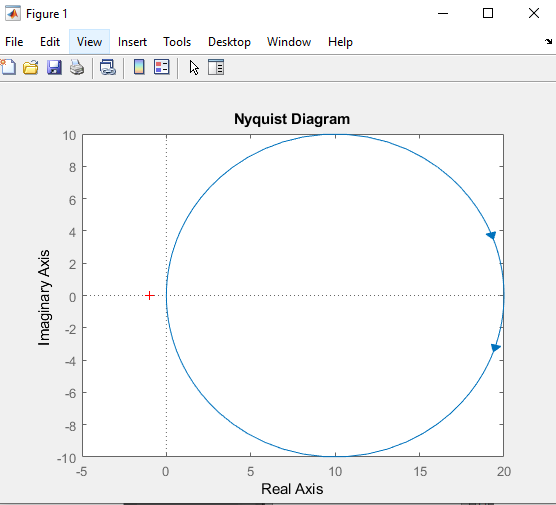 Figure 1
File Edit View Insert Tools Desktop Window Help
Nyquist Diagram
10
8
6
4
2
0
-2
-4
-6
-8
-10
Imaginary Axis
-5 0 5 10 15 20
Real Axis